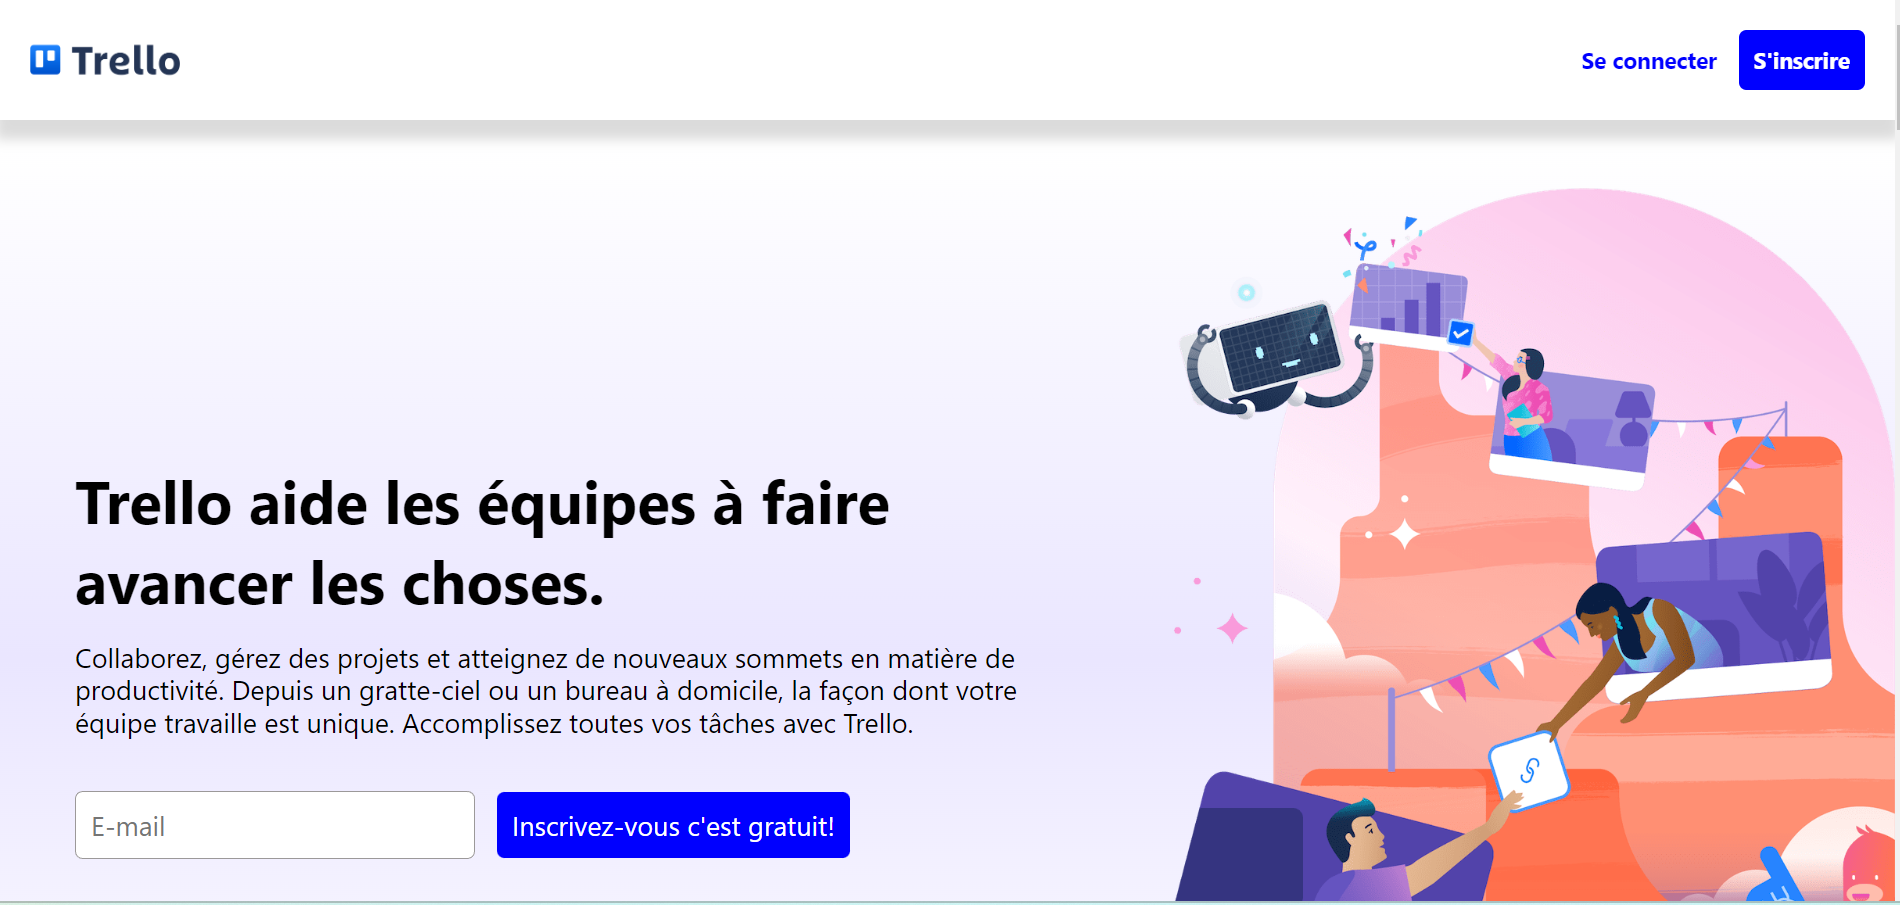 Trello
Se connecter
S'inscrire
Trello aide les équipes à faire
avancer les choses.
Collaborez, gérez des projets et atteignez de nouveaux sommets en matière de
productivité. Depuis un gratte-ciel ou un bureau à domicile, la façon dont votre
équipe travaille est unique. Accomplissez toutes vos tâches avec Trello.
E-mail
Inscrivez-vous c'est gratuit!